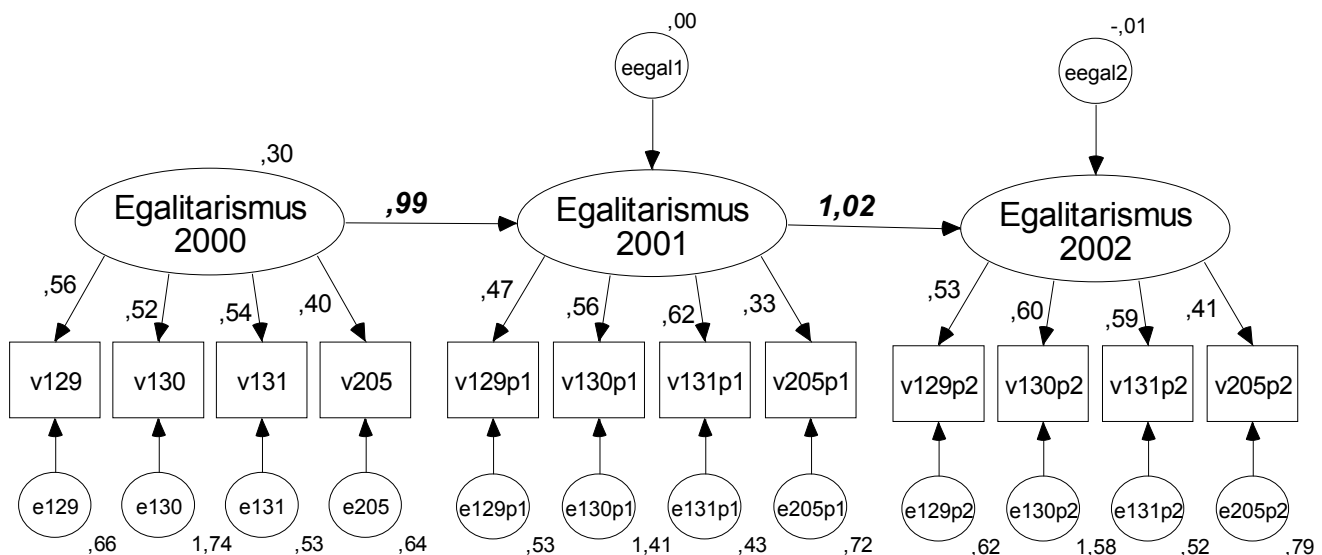 ,00
-,01
eegal1
eegal2
,30
Egalitarismus
2000
,99
Egalitarismus
2001
1,02
Egalitarismus
2002
,56
,52
,54
,40
,47
,56
,62
,33
,53
,60
,59
,41
v129
v130
v131
v205
v129p1
v130p1
v131p1
v205p1
v129p2
v130p2
v131p2
v205p2
e129
e130
e131
e205
e129p1
e130p1
e131p1
e205p1
e129p2
e130p2
e131p2
e205p2
,66
1,74
,53
,64
,53
1,41
,43
,72
,62
1,58
,52
,79